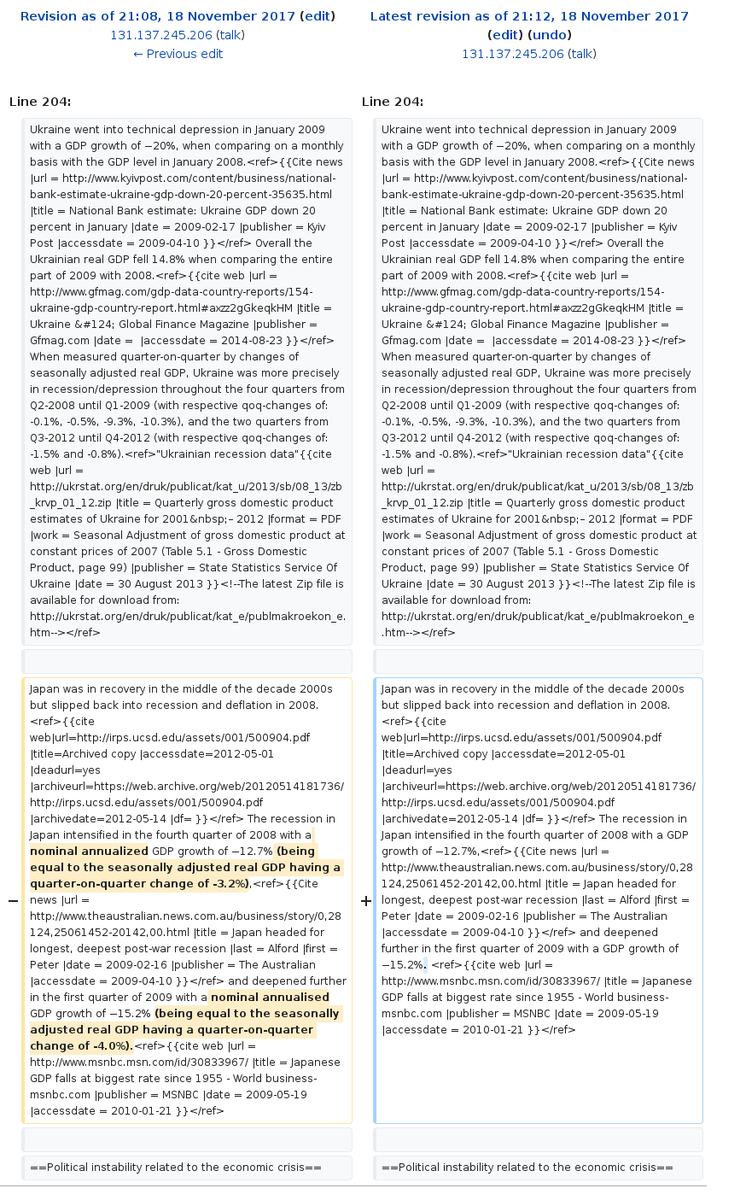 Revision as of 21:08, 18 November 2017 (edit)
131.137.245.206 (talk)
← Previous edit
Latest revision as of 21:12, 18 November 2017
(edit) (undo)
131.137.245.206 (talk)
Line 204:
Line 204:
Ukraine went into technical depression in January 2009
with a GDP growth of −20%, when comparing on a monthly
basis with the GDP level in January 2008.<ref>{{Cite news
|url = http://www.kyivpost.com/content/business/national-
bank-estimate-ukraine-gdp-down-20-percent-35635.html
|title = National Bank estimate: Ukraine GDP down 20
percent in January |date = 2009-02-17 |publisher = Kyiv
Post |accessdate = 2009-04-10 }}</ref> Overall the
Ukrainian real GDP fell 14.8% when comparing the entire
part of 2009 with 2008.<ref>{{cite web |url =
http://www.gfmag.com/gdp-data-country-reports/154-
ukraine-gdp-country-report.html#axzz2gGkeqkHM |title =
Ukraine &#124; Global Finance Magazine |publisher =
Gfmag.com |date =  |accessdate = 2014-08-23 }}</ref>
When measured quarter-on-quarter by changes of
seasonally adjusted real GDP, Ukraine was more precisely
in recession/depression throughout the four quarters from
Q2-2008 until Q1-2009 (with respective qoq-changes of:
-0.1%, -0.5%, -9.3%, -10.3%), and the two quarters from
Q3-2012 until Q4-2012 (with respective qoq-changes of:
-1.5% and -0.8%).<ref>"Ukrainian recession data"{{cite
web |url =
http://ukrstat.org/en/druk/publicat/kat_u/2013/sb/08_13/zb
_krvp_01_12.zip |title = Quarterly gross domestic product
estimates of Ukraine for 2001&nbsp;– 2012 |format = PDF
|work = Seasonal Adjustment of gross domestic product at
constant prices of 2007 (Table 5.1 - Gross Domestic
Product, page 99) |publisher = State Statistics Service Of
Ukraine |date = 30 August 2013 }}<!--The latest Zip file is
available for download from:
http://ukrstat.org/en/druk/publicat/kat_e/publmakroekon_e.
htm--></ref>
Ukraine went into technical depression in January 2009
with a GDP growth of −20%, when comparing on a monthly
basis with the GDP level in January 2008.<ref>{{Cite news
|url = http://www.kyivpost.com/content/business/national-
bank-estimate-ukraine-gdp-down-20-percent-35635.html
|title = National Bank estimate: Ukraine GDP down 20
percent in January |date = 2009-02-17 |publisher = Kyiv
Post |accessdate = 2009-04-10 }}</ref> Overall the
Ukrainian real GDP fell 14.8% when comparing the entire
part of 2009 with 2008.<ref>{{cite web |url =
http://www.gfmag.com/gdp-data-country-reports/154-
ukraine-gdp-country-report.html#axzz2gGkeqkHM |title =
Ukraine &#124; Global Finance Magazine |publisher =
Gfmag.com |date =  |accessdate = 2014-08-23 }}</ref>
When measured quarter-on-quarter by changes of
seasonally adjusted real GDP, Ukraine was more precisely
in recession/depression throughout the four quarters from
Q2-2008 until Q1-2009 (with respective qoq-changes of:
-0.1%, -0.5%, -9.3%, -10.3%), and the two quarters from
Q3-2012 until Q4-2012 (with respective qoq-changes of:
-1.5% and -0.8%).<ref>"Ukrainian recession data"{{cite
web |url =
http://ukrstat.org/en/druk/publicat/kat_u/2013/sb/08_13/zb
_krvp_01_12.zip |title = Quarterly gross domestic product
estimates of Ukraine for 2001&nbsp;– 2012 |format = PDF
|work = Seasonal Adjustment of gross domestic product at
constant prices of 2007 (Table 5.1 - Gross Domestic
Product, page 99) |publisher = State Statistics Service Of
Ukraine |date = 30 August 2013 }}<!--The latest Zip file is
available for download from:
http://ukrstat.org/en/druk/publicat/kat_e/publmakroekon_e
.htm--></ref>
−
Japan was in recovery in the middle of the decade 2000s
but slipped back into recession and deflation in 2008.
<ref>{{cite
web|url=http://irps.ucsd.edu/assets/001/500904.pdf
|title=Archived copy |accessdate=2012-05-01
|deadurl=yes
|archiveurl=https://web.archive.org/web/20120514181736/
http://irps.ucsd.edu/assets/001/500904.pdf
|archivedate=2012-05-14 |df= }}</ref> The recession in
Japan intensified in the fourth quarter of 2008 with a
nominal annualized GDP growth of −12.7% (being
equal to the seasonally adjusted real GDP having a
quarter-on-quarter change of -3.2%),<ref>{{Cite
news |url =
http://www.theaustralian.news.com.au/business/story/0,28
124,25061452-20142,00.html |title = Japan headed for
longest, deepest post-war recession |last = Alford |first =
Peter |date = 2009-02-16 |publisher = The Australian
|accessdate = 2009-04-10 }}</ref> and deepened further
in the first quarter of 2009 with a nominal annualised
GDP growth of −15.2% (being equal to the seasonally
adjusted real GDP having a quarter-on-quarter
change of -4.0%).<ref>{{cite web |url =
http://www.msnbc.msn.com/id/30833967/ |title = Japanese
GDP falls at biggest rate since 1955 - World business-
msnbc.com |publisher = MSNBC |date = 2009-05-19
|accessdate = 2010-01-21 }}</ref>
+
Japan was in recovery in the middle of the decade 2000s
but slipped back into recession and deflation in 2008.
<ref>{{cite
web|url=http://irps.ucsd.edu/assets/001/500904.pdf
|title=Archived copy |accessdate=2012-05-01
|deadurl=yes
|archiveurl=https://web.archive.org/web/20120514181736/
http://irps.ucsd.edu/assets/001/500904.pdf
|archivedate=2012-05-14 |df= }}</ref> The recession in
Japan intensified in the fourth quarter of 2008 with a GDP
growth of −12.7%,<ref>{{Cite news |url =
http://www.theaustralian.news.com.au/business/story/0,28
124,25061452-20142,00.html |title = Japan headed for
longest, deepest post-war recession |last = Alford |first =
Peter |date = 2009-02-16 |publisher = The Australian
|accessdate = 2009-04-10 }}</ref> and deepened
further in the first quarter of 2009 with a GDP growth of
−15.2%. <ref>{{cite web |url =
http://www.msnbc.msn.com/id/30833967/ |title = Japanese
GDP falls at biggest rate since 1955 - World business-
msnbc.com |publisher = MSNBC |date = 2009-05-19
|accessdate = 2010-01-21 }}</ref>
==Political instability related to the economic crisis==
==Political instability related to the economic crisis==